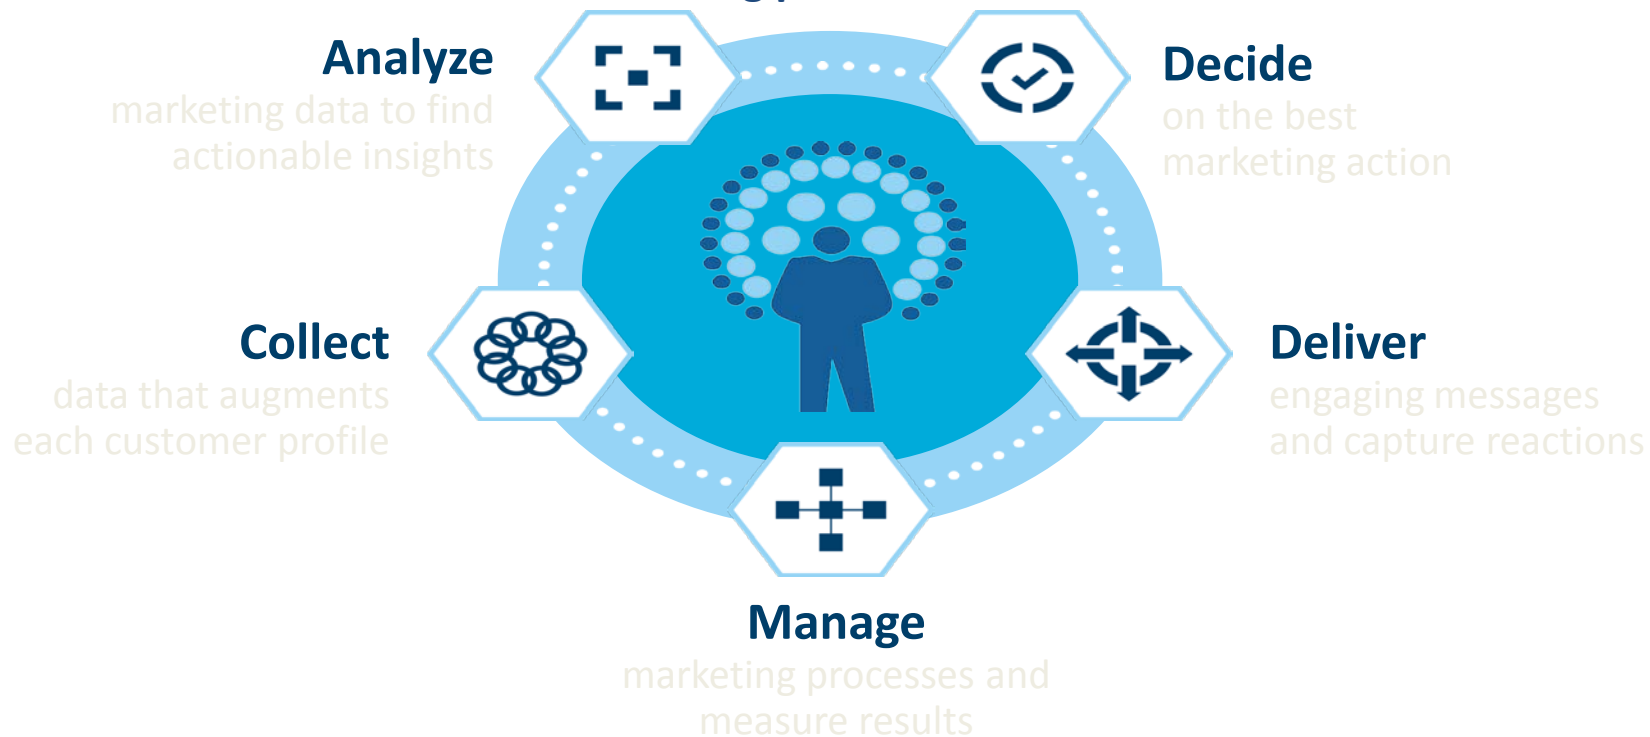 Analyze
marketing data to find
actionable insights
Decide
on the best
marketing action
Collect
data that augments
each customer profile
Deliver
engaging messages
and capture reactions
Manage
marketing processes and
measure results